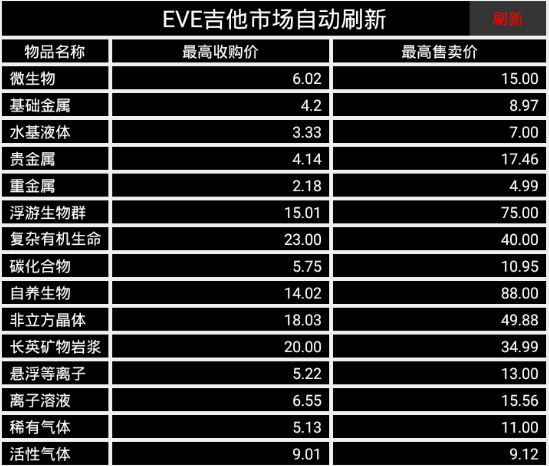 EVE吉他市场自动刷新 刷新
物品名称 最高收购价 最高售卖价
微生物 6.02 15.00
基础金属 4.2 8.97
水基液体 3.33 7.00
贵金属 4.14 17.46
重金属 2.18 4.99
浮游生物群 15.01 75.00
复杂有机生命 23.00 40.00
碳化合物 5.75 10.95
自养生物 14.02 88.00
非立方晶体 18.03 49.88
长英矿物岩浆 20.00 34.99
悬浮等离子 5.22 13.00
离子溶液 6.55 15.56
稀有气体 5.13 11.00
活性气体 9.01 9.12